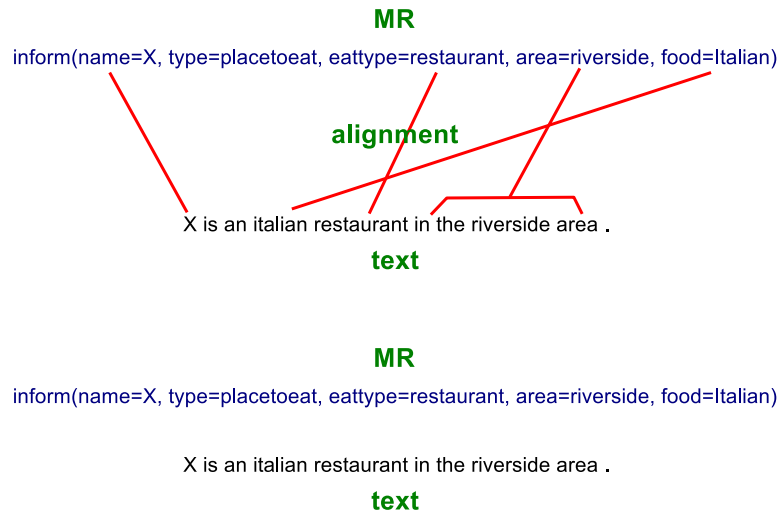 MR
inform(name=X, type=placetoeat, eattype=restaurant, area=riverside, food=Italian)
alignment
X is an italian restaurant in the riverside area .
text
MR
inform(name=X, type=placetoeat, eattype=restaurant, area=riverside, food=Italian)
X is an italian restaurant in the riverside area .
text